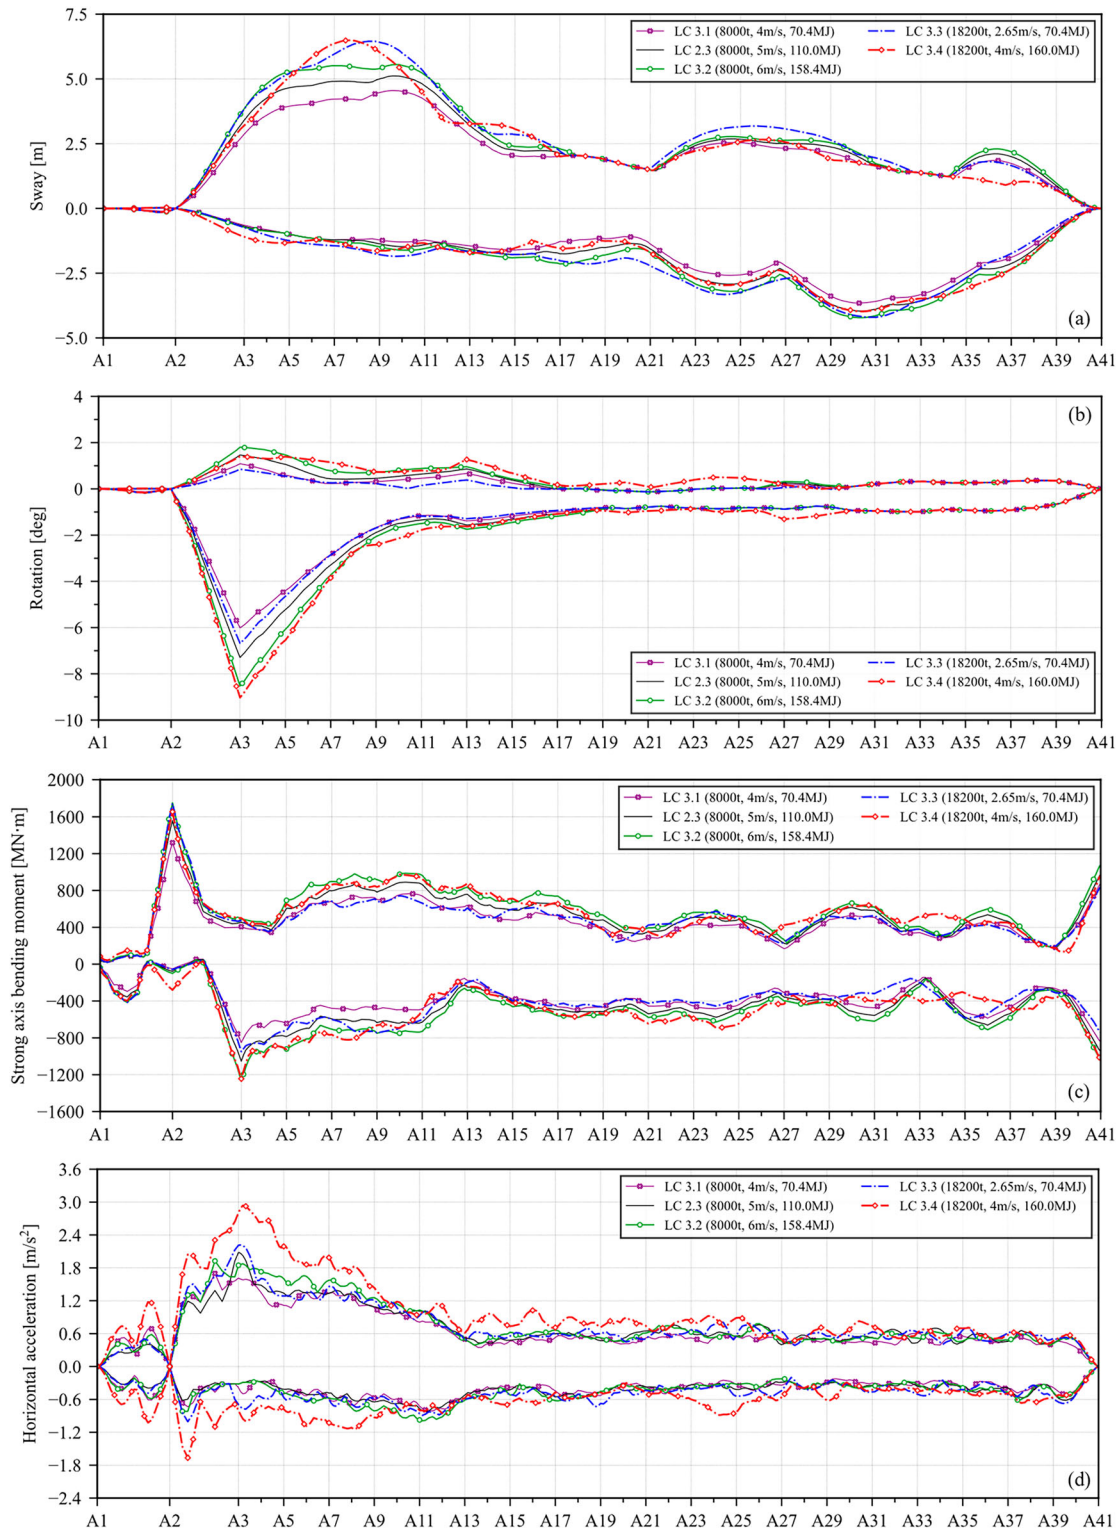 7.5
5.0
2.5
0.0
−2.5
−5.0
Sway [m]
LC 3.1 (8000t, 4m/s, 70.4MJ)
LC 2.3 (8000t, 5m/s, 110.0MJ)
LC 3.2 (8000t, 6m/s, 158.4MJ)
LC 3.3 (18200t, 2.65m/s, 70.4MJ)
LC 3.4 (18200t, 4m/s, 160.0MJ)
(a)
A1 A2 A3 A5 A7 A9 A11 A13 A15 A17 A19 A21 A23 A25 A27 A29 A31 A33 A35 A37 A39 A41
4
2
0
−2
−4
−6
−8
−10
Rotation [deg]
(b)
LC 3.1 (8000t, 4m/s, 70.4MJ)
LC 2.3 (8000t, 5m/s, 110.0MJ)
LC 3.2 (8000t, 6m/s, 158.4MJ)
LC 3.3 (18200t, 2.65m/s, 70.4MJ)
LC 3.4 (18200t, 4m/s, 160.0MJ)
A1 A2 A3 A5 A7 A9 A11 A13 A15 A17 A19 A21 A23 A25 A27 A29 A31 A33 A35 A37 A39 A41
2000
1600
1200
800
400
0
−400
−800
−1200
−1600
Strong axis bending moment [MN·m]
LC 3.1 (8000t, 4m/s, 70.4MJ)
LC 2.3 (8000t, 5m/s, 110.0MJ)
LC 3.2 (8000t, 6m/s, 158.4MJ)
LC 3.3 (18200t, 2.65m/s, 70.4MJ)
LC 3.4 (18200t, 4m/s, 160.0MJ)
(c)
A1 A2 A3 A5 A7 A9 A11 A13 A15 A17 A19 A21 A23 A25 A27 A29 A31 A33 A35 A37 A39 A41
3.6
3.0
2.4
1.8
1.2
0.6
0.0
−0.6
−1.2
−1.8
−2.4
Horizontal acceleration [m/s²]
LC 3.1 (8000t, 4m/s, 70.4MJ)
LC 2.3 (8000t, 5m/s, 110.0MJ)
LC 3.2 (8000t, 6m/s, 158.4MJ)
LC 3.3 (18200t, 2.65m/s, 70.4MJ)
LC 3.4 (18200t, 4m/s, 160.0MJ)
(d)
A1 A2 A3 A5 A7 A9 A11 A13 A15 A17 A19 A21 A23 A25 A27 A29 A31 A33 A35 A37 A39 A41